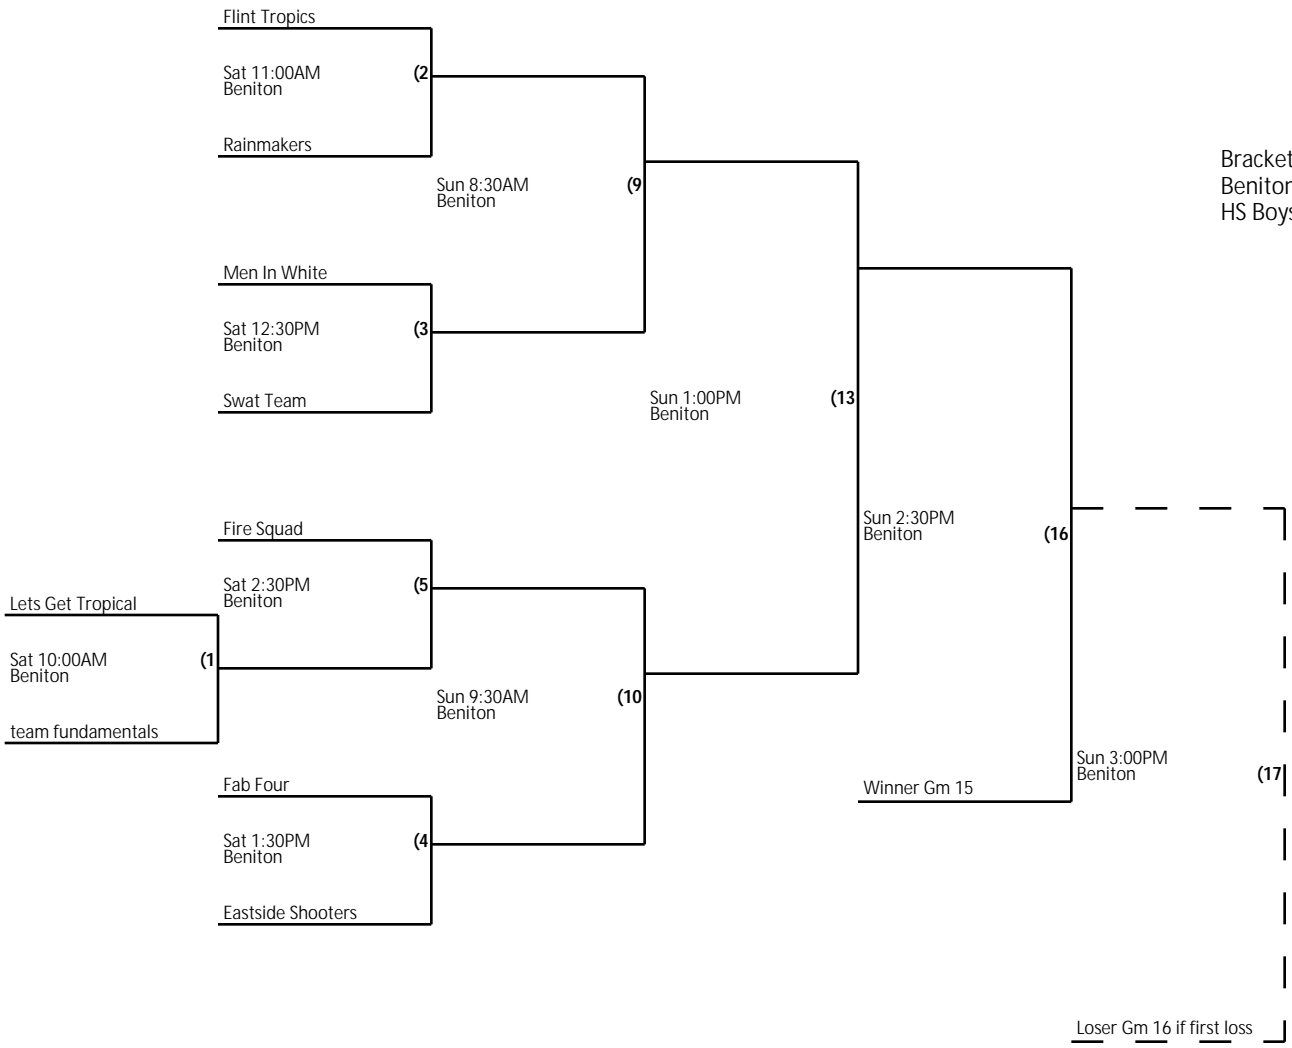 Flint Tropics
Sat 11:00AM
Beniton
(2
Rainmakers
Sun 8:30AM
Beniton
(9
Bracket
Beniton
HS Boys
Men In White
Sat 12:30PM
Beniton
(3
Swat Team
Sun 1:00PM
Beniton
(13
Fire Squad
Sat 2:30PM
Beniton
(5
Sun 2:30PM
Beniton
(16
Lets Get Tropical
Sat 10:00AM
Beniton
(1
team fundamentals
Sun 9:30AM
Beniton
(10
Fab Four
Sat 1:30PM
Beniton
(4
Eastside Shooters
Winner Gm 15
Sun 3:00PM
Beniton
(17
Loser Gm 16 if first loss